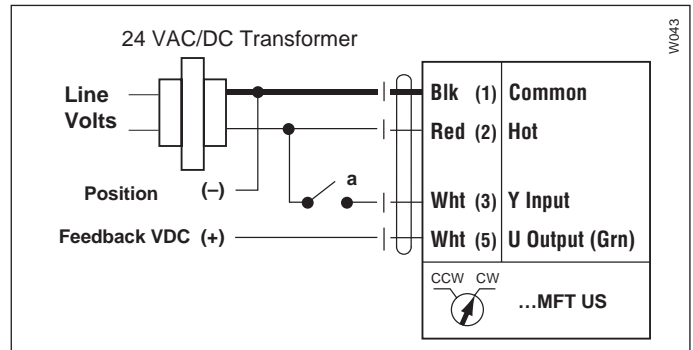 W043
24 VAC/DC Transformer
Line
Volts
Blk (1) Common
Red (2) Hot
a
Position (–)
Wht (3) Y Input
Feedback VDC (+)
Wht (5) U Output (Grn)
CCW CW
...MFT US